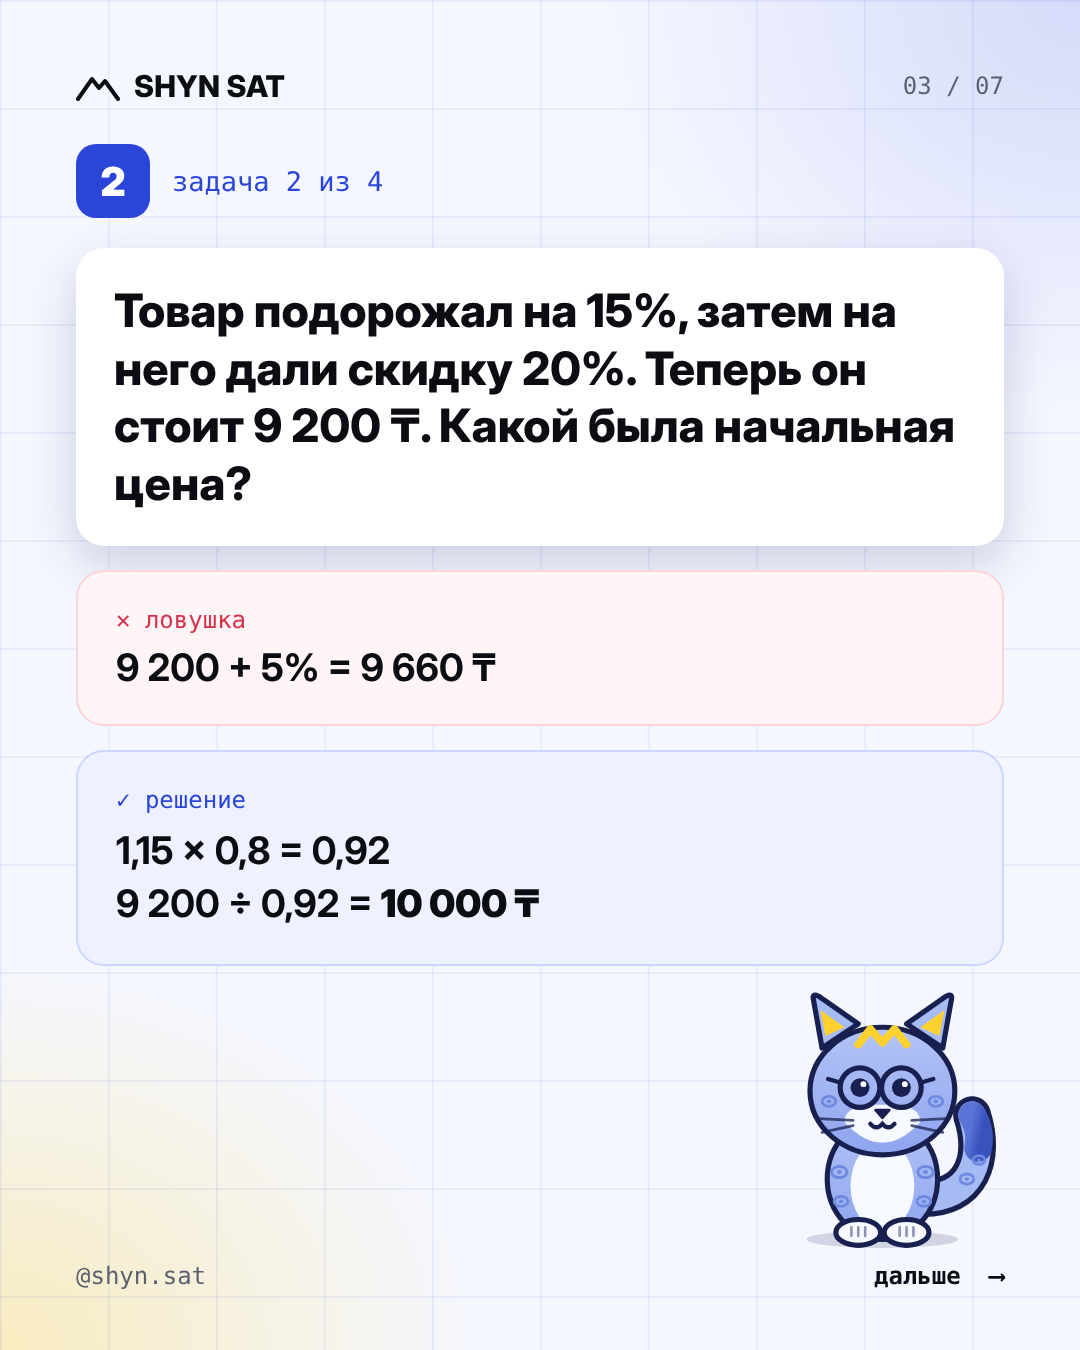 SHYN SAT
03 / 07
2
задача 2 из 4
Товар подорожал на 15%, затем на
него дали скидку 20%. Теперь он
стоит 9 200 ₸. Какой была начальная
цена?
× ловушка
9 200 + 5% = 9 660 ₸
✓ решение
1,15 × 0,8 = 0,92
9 200 ÷ 0,92 = 10 000 ₸
@shyn.sat
дальше →